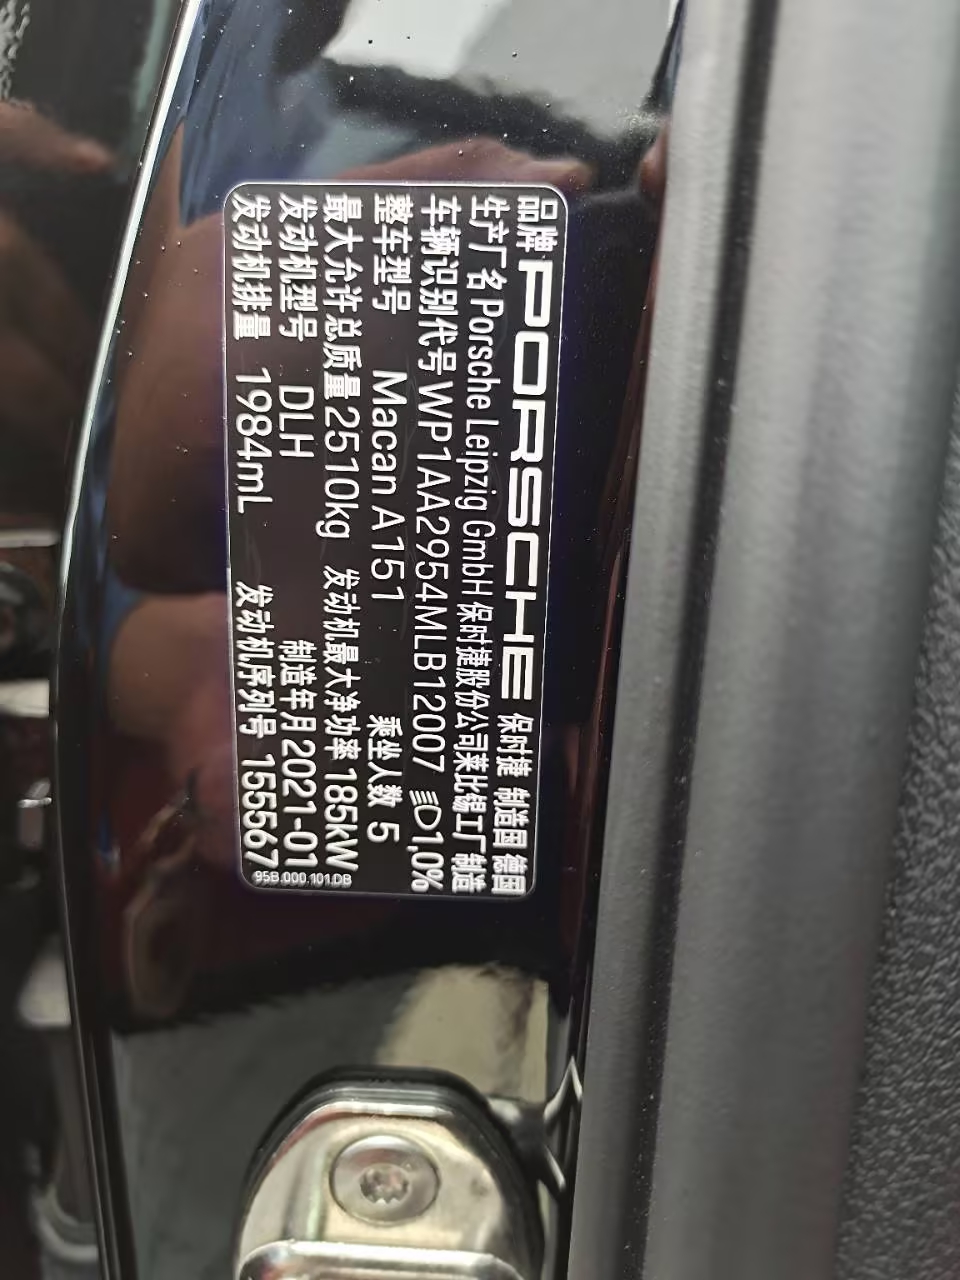 品牌 PORSCHE 保时捷 制造国 德国
生产厂名 Porsche Leipzig GmbH 保时捷股份公司莱比锡工厂制造
车辆识别代号 WP1AA2954MLB12007 1,0%
整车型号 Macan A151 乘坐人数 5
最大允许总质量 2510kg 发动机最大净功率 185kW
发动机型号 DLH 制造年月 2021-01
发动机排量 1984mL 发动机序列号 155567
95B.000.101.DB